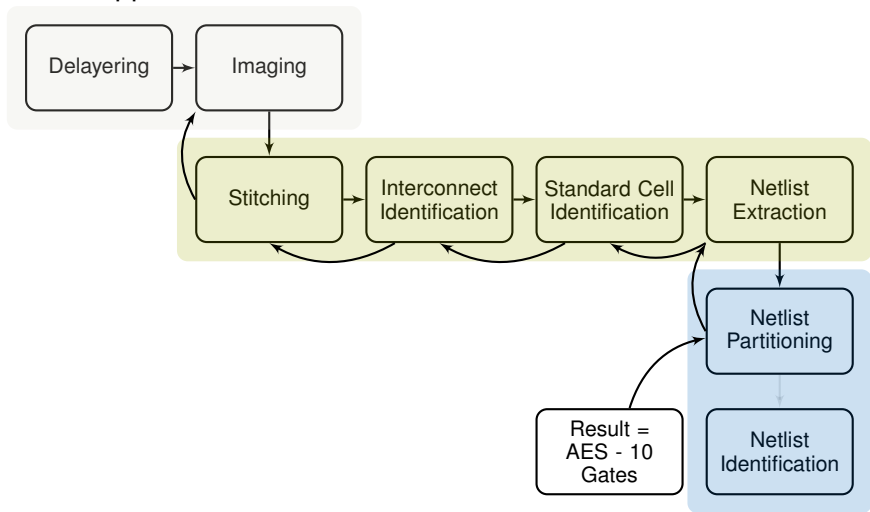 Delayering
Imaging
Stitching
Interconnect
Identification
Standard Cell
Identification
Netlist
Extraction
Netlist
Partitioning
Result =
AES - 10
Gates
Netlist
Identification